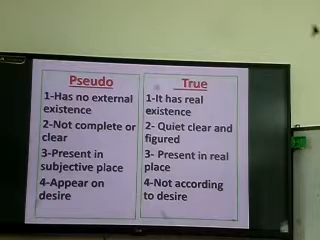 Pseudo
1-Has no external
existence
2-Not complete or
clear
3-Present in
subjective place
4-Appear on
desire
True
1-It has real
existence
2- Quiet clear and
figured
3- Present in real
place
4-Not according
to desire